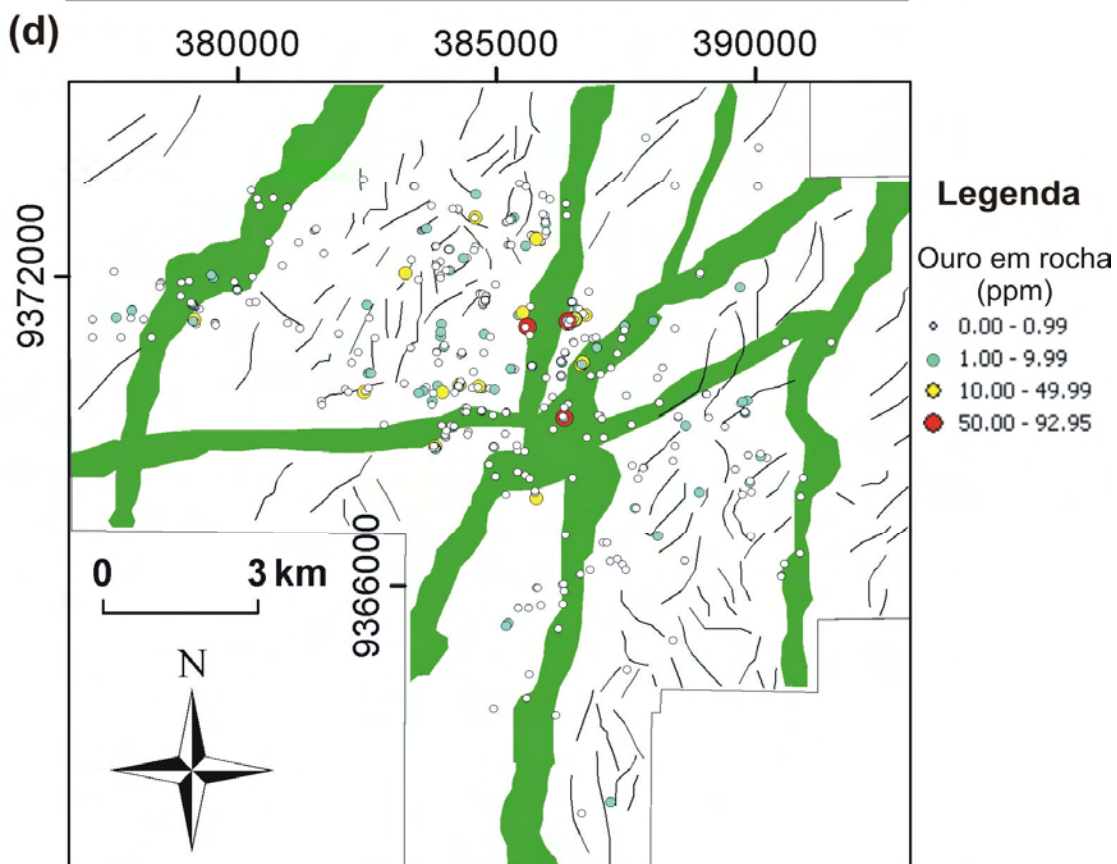 (d)
380000 385000 390000
9372000
9366000
0 3 km
N
Legenda
Ouro em rocha
(ppm)
0.00 - 0.99
1.00 - 9.99
10.00 - 49.99
50.00 - 92.95